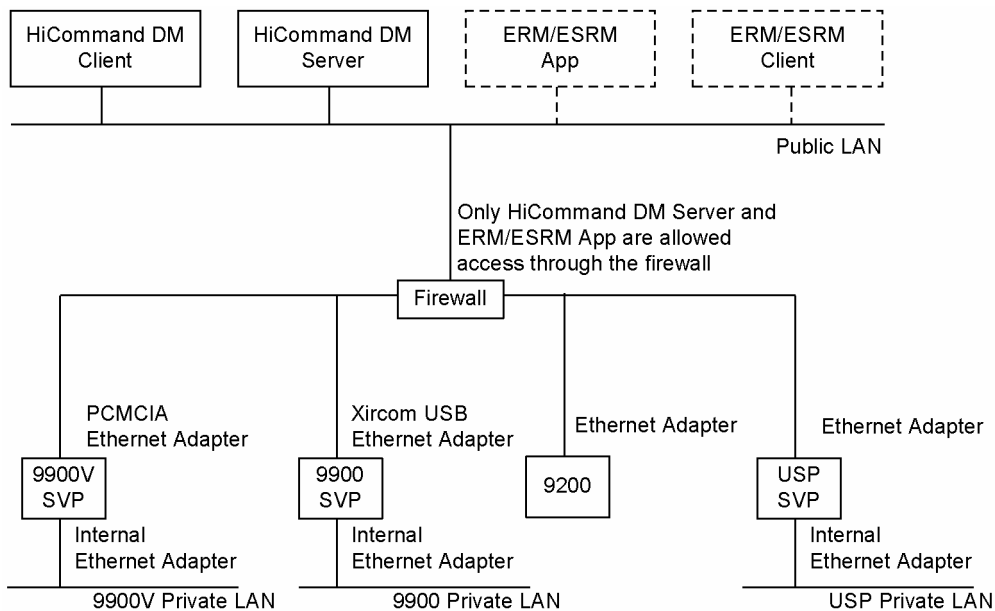 HiCommand DM
Client
HiCommand DM
Server
ERM/ESRM
App
ERM/ESRM
Client
Public LAN
Only HiCommand DM Server and
ERM/ESRM App are allowed
access through the firewall
Firewall
PCMCIA
Ethernet Adapter
Xircom USB
Ethernet Adapter
Ethernet Adapter
Ethernet Adapter
9900V
SVP
9900
SVP
9200
USP
SVP
Internal
Ethernet Adapter
Internal
Ethernet Adapter
Internal
Ethernet Adapter
9900V Private LAN
9900 Private LAN
USP Private LAN